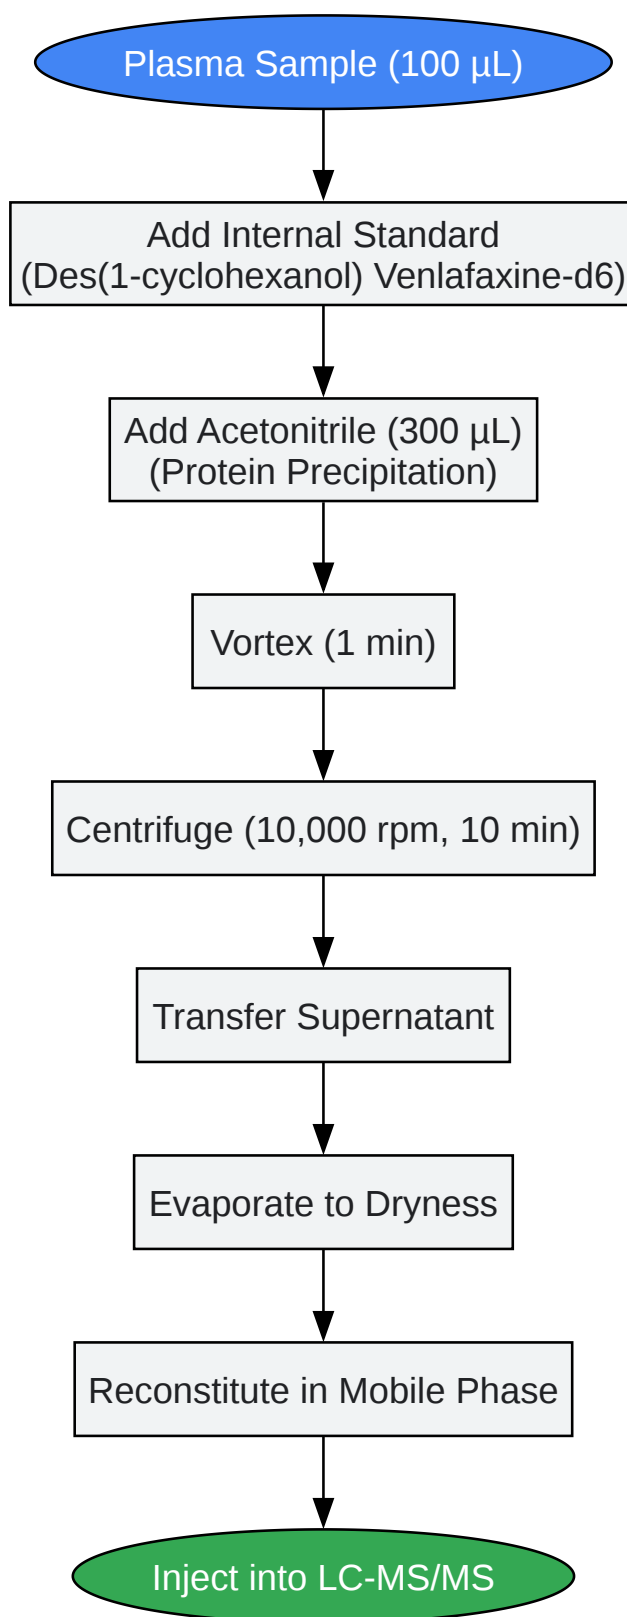 Plasma Sample (100 µL)
Add Internal Standard
(Des(1-cyclohexanol) Venlafaxine-d6)
Add Acetonitrile (300 µL)
(Protein Precipitation)
Vortex (1 min)
Centrifuge (10,000 rpm, 10 min)
Transfer Supernatant
Evaporate to Dryness
Reconstitute in Mobile Phase
Inject into LC-MS/MS